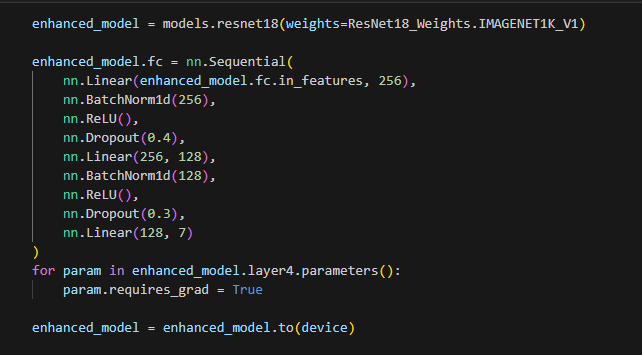 enhanced_model = models.resnet18(weights=ResNet18_Weights.IMAGENET1K_V1)
enhanced_model.fc = nn.Sequential(
    nn.Linear(enhanced_model.fc.in_features, 256),
    nn.BatchNorm1d(256),
    nn.ReLU(),
    nn.Dropout(0.4),
    nn.Linear(256, 128),
    nn.BatchNorm1d(128),
    nn.ReLU(),
    nn.Dropout(0.3),
    nn.Linear(128, 7)
)
for param in enhanced_model.layer4.parameters():
    param.requires_grad = True
enhanced_model = enhanced_model.to(device)